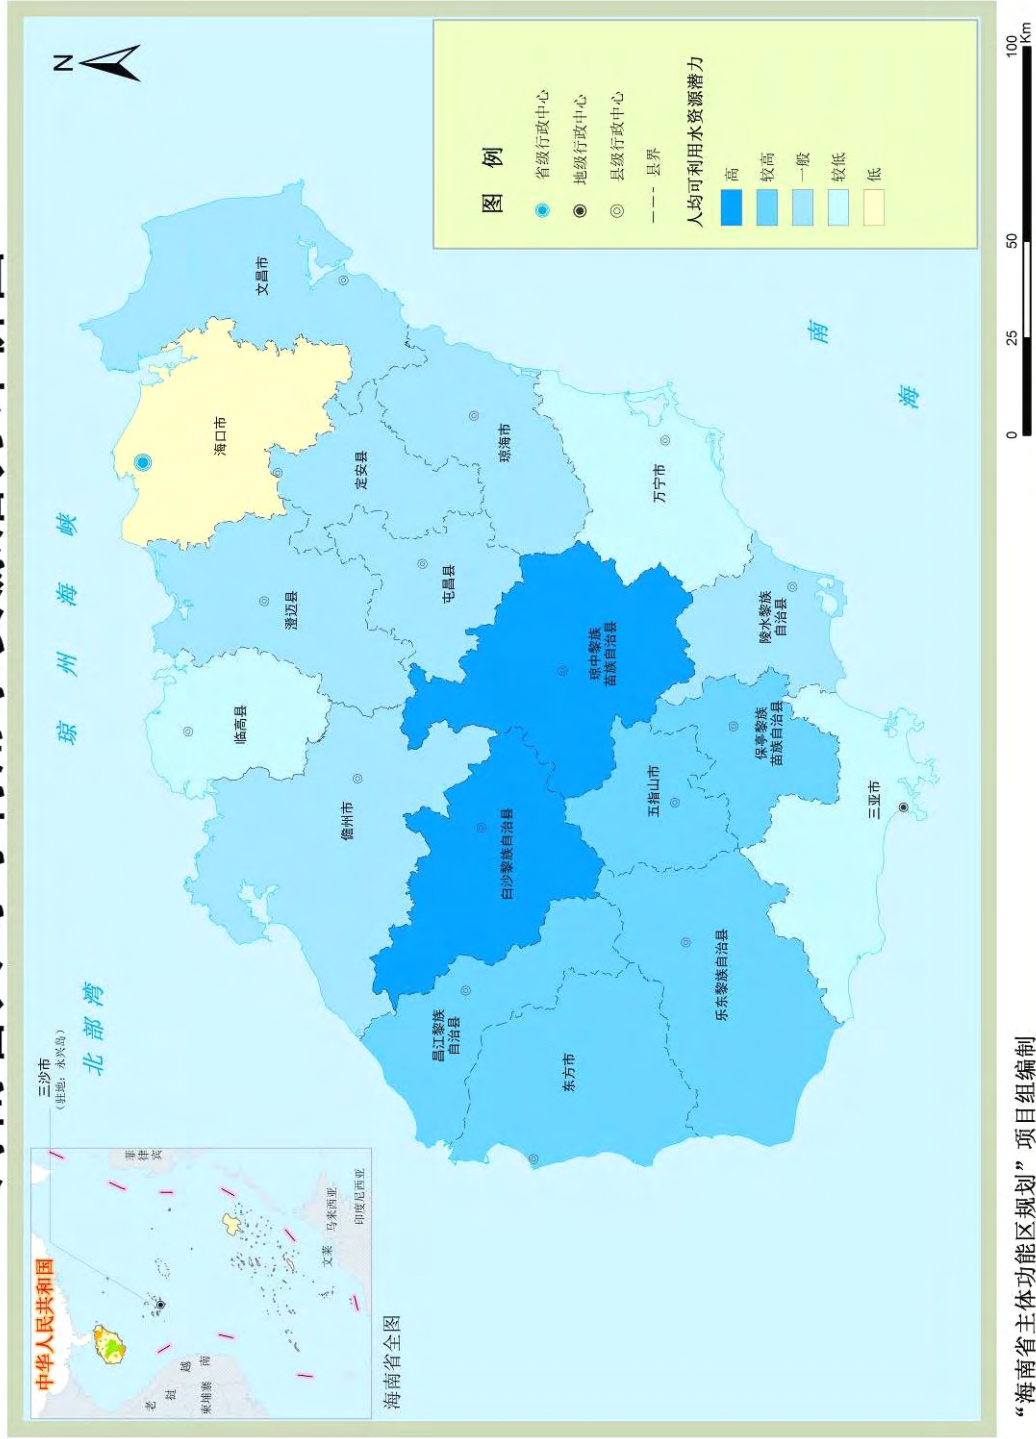 N
琼州海峡
北部湾
南海
文昌市
海口市
定安县
琼海市
澄迈县
屯昌县
万宁市
临高县
儋州市
琼中黎族
苗族自治县
陵水黎族
自治县
白沙黎族自治县
五指山市
保亭黎族
苗族自治县
三亚市
昌江黎族
自治县
东方市
乐东黎族自治县
图例
省级行政中心
地级行政中心
县级行政中心
县界
人均可利用水资源潜力
高
较高
一般
较低
低
三沙市
(驻地：永兴岛)
中华人民共和国
老挝
越南
柬埔寨
菲律宾
文莱
马来西亚
印度尼西亚
海南省全图
“海南省主体功能区规划”项目组编制
0 25 50 100
Km